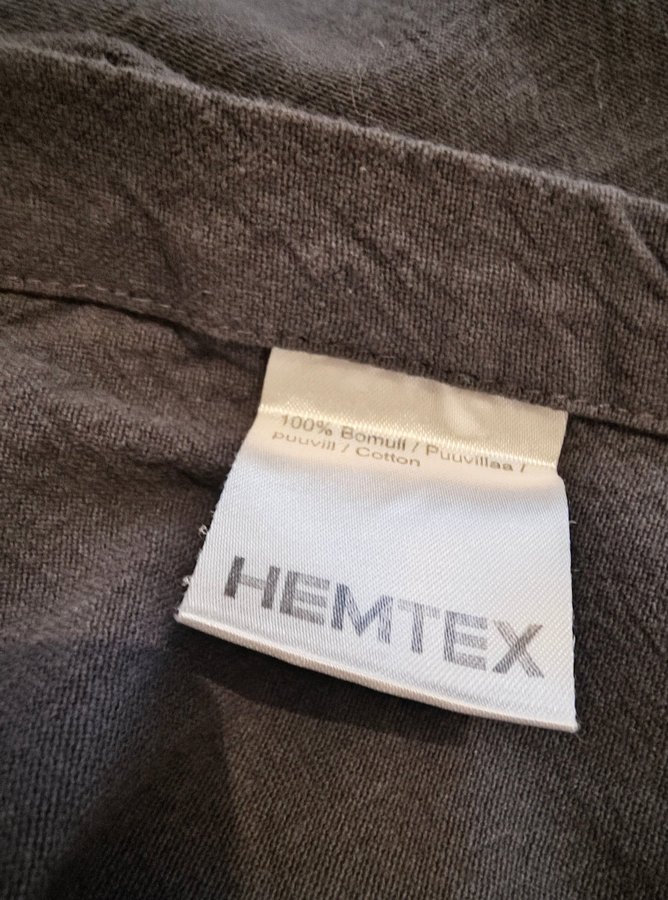 100% Bomull / Puuvillaa /
puuvill / Cotton
HEMTEX